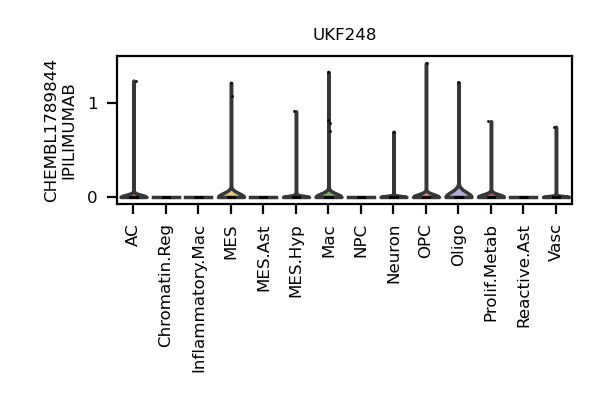 UKF248
CHEMBL1789844
IPILIMUMAB
1
0
AC
Chromatin.Reg
Inflammatory.Mac
MES
MES.Ast
MES.Hyp
Mac
NPC
Neuron
OPC
Oligo
Prolif.Metab
Reactive.Ast
Vasc